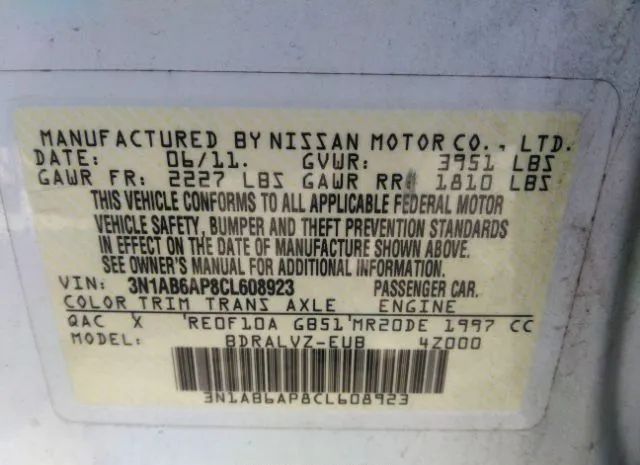 MANUFACTURED BY NISSAN MOTOR CO., LTD.
DATE: 06/11. GVWR: 3951 LBS
GAWR FR: 2227 LBS GAWR RR# 1810 LBS
THIS VEHICLE CONFORMS TO ALL APPLICABLE FEDERAL MOTOR
VEHICLE SAFETY, BUMPER AND THEFT PREVENTION STANDARDS
IN EFFECT ON THE DATE OF MANUFACTURE SHOWN ABOVE.
SEE OWNER'S MANUAL FOR ADDITIONAL INFORMATION.
VIN: 3N1AB6AP8CL608923 PASSENGER CAR.
COLOR TRIM TRANS AXLE ENGINE
QAC X 'RE0F10A GB51'MR20DE 1997 CC
MODEL: BDRALVZ-EUB 4Z000
3N1AB6AP8CL608923